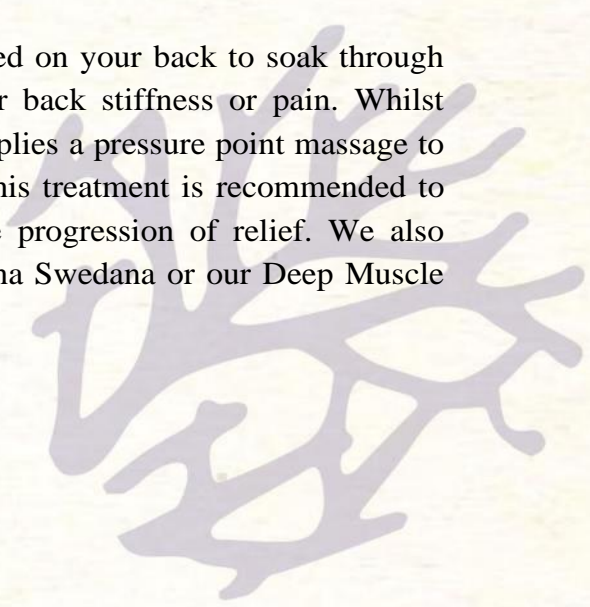 ed on your back to soak through
r back stiffness or pain. Whilst
plies a pressure point massage to
his treatment is recommended to
e progression of relief. We also
na Swedana or our Deep Muscle